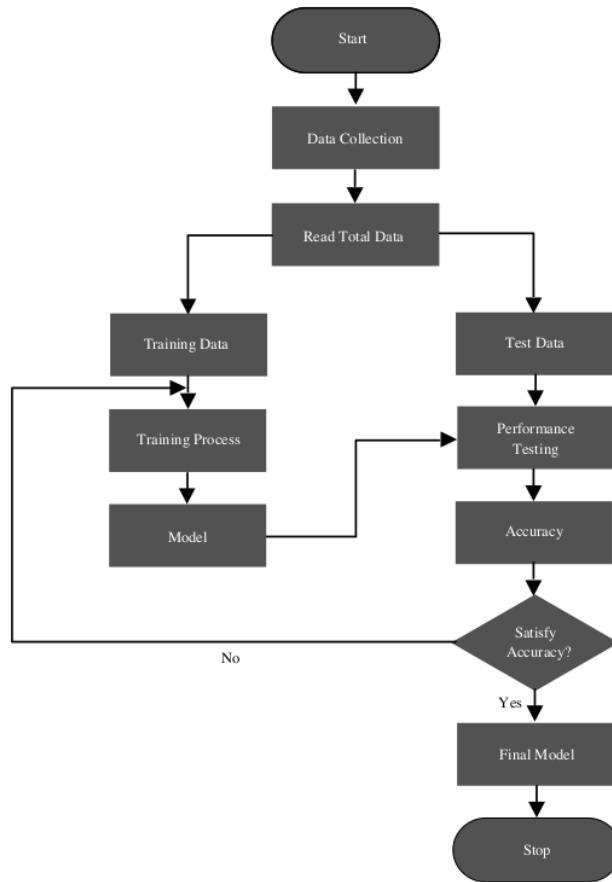 Start
Data Collection
Read Total Data
Training Data
Test Data
Training Process
Performance
Testing
Model
Accuracy
Satisfy
Accuracy?
No
Yes
Final Model
Stop